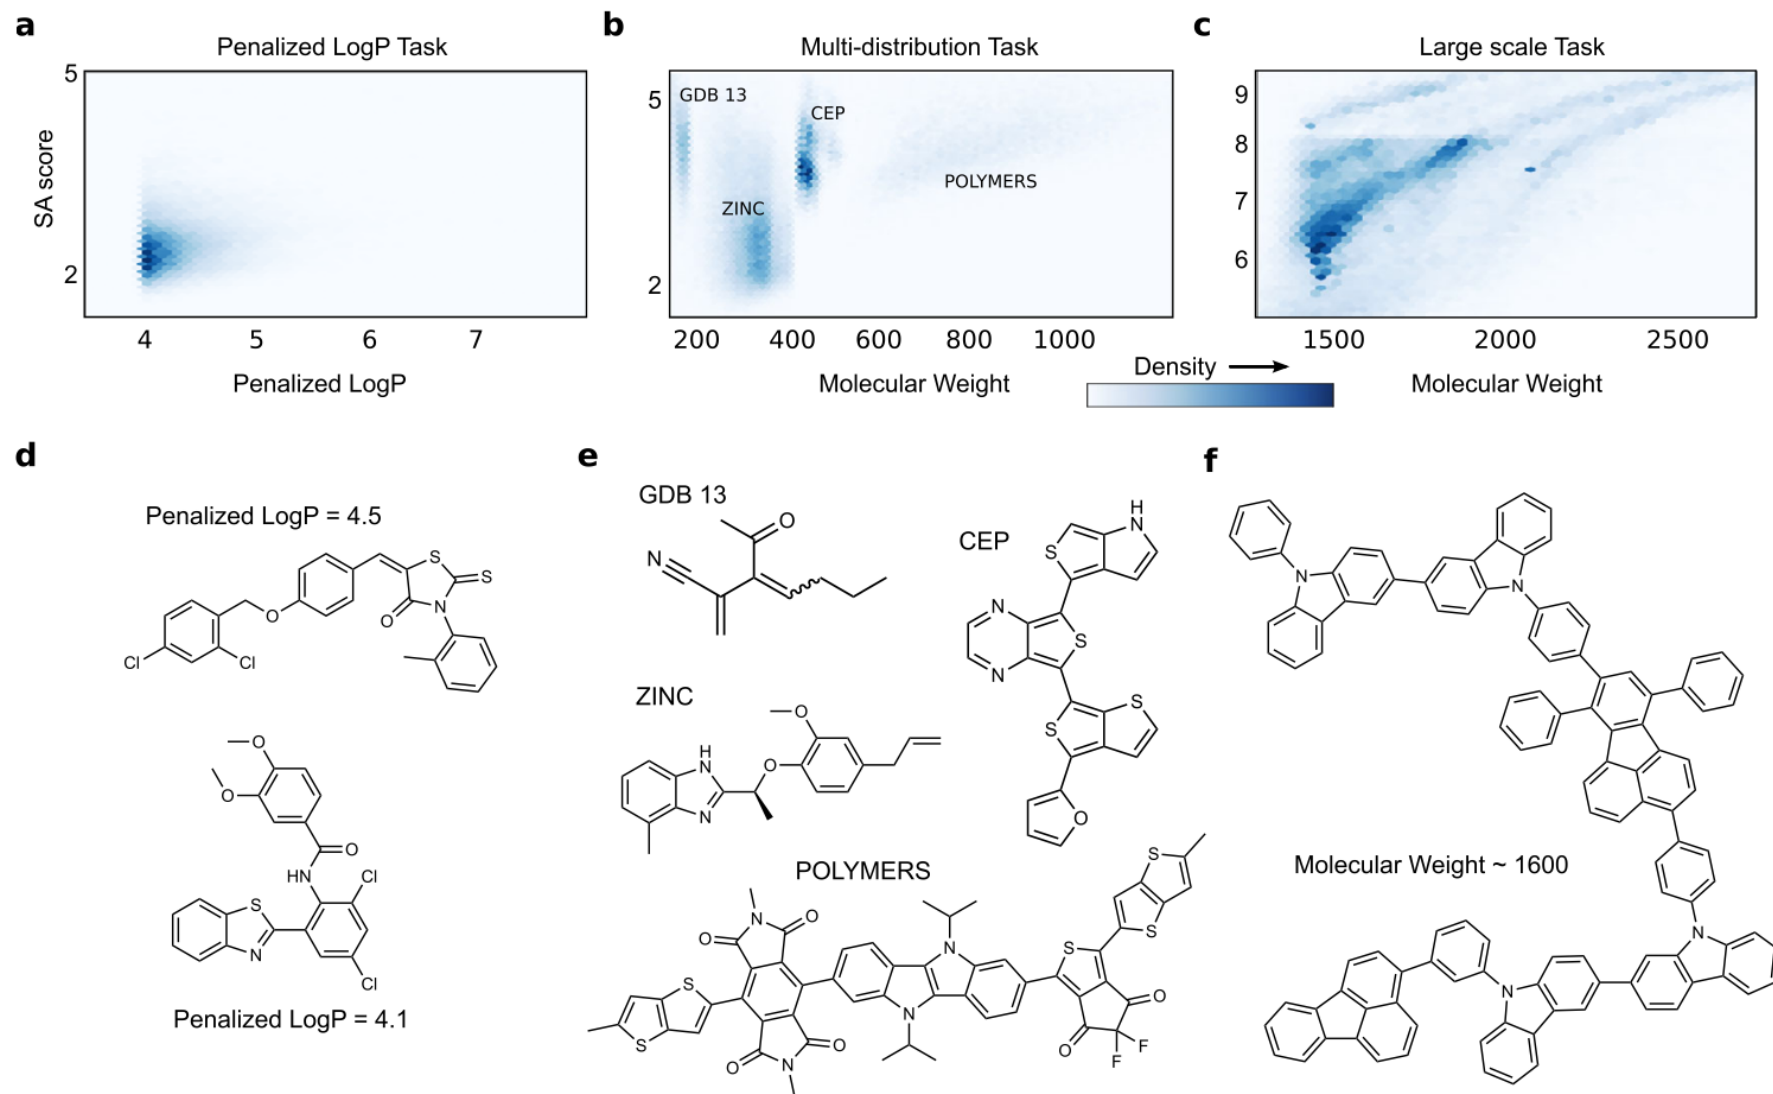 a
Penalized LogP Task
5
2
SA score
4 5 6 7
Penalized LogP
b
Multi-distribution Task
5
2
GDB 13
CEP
ZINC
POLYMERS
200 400 600 800 1000
Molecular Weight
c
Large scale Task
9
8
7
6
1500 2000 2500
Molecular Weight
Density
d
Penalized LogP = 4.5
S
S
N
O
O
Cl
Cl
O
O
O
HN
Cl
S
N
Cl
Penalized LogP = 4.1
e
GDB 13
O
N
CEP
H
N
S
N
S
N
S
S
O
ZINC
O
H
N
O
N
POLYMERS
S
S
N
O
O
N
S
S
O
O
O
N
N
O
S
O
F
F
f
N
N
Molecular Weight ~ 1600
N
N